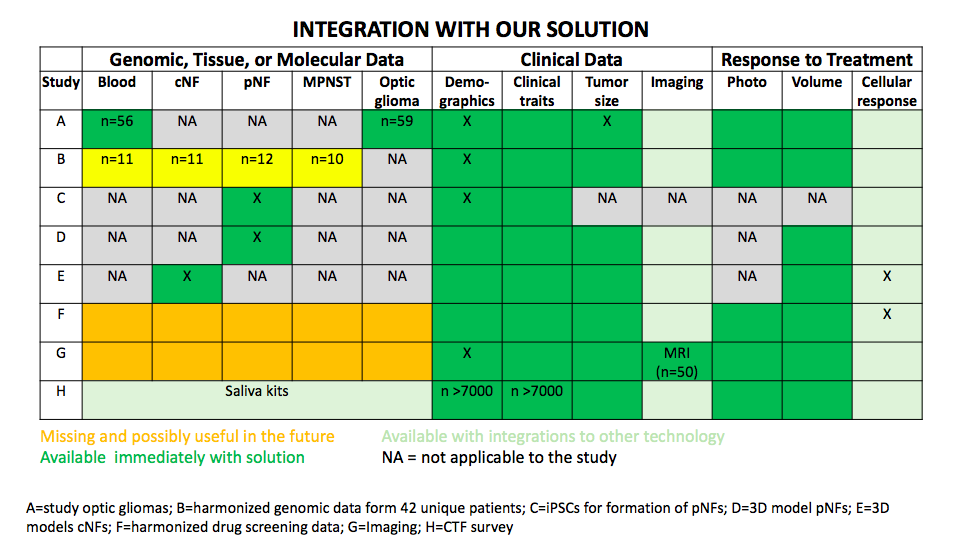 INTEGRATION WITH OUR SOLUTION
Genomic, Tissue, or Molecular Data Clinical Data Response to Treatment
Study Blood cNF pNF MPNST Optic glioma Demo-graphics Clinical traits Tumor size Imaging Photo Volume Cellular response
A n=56 NA NA NA n=59 X X
B n=11 n=11 n=12 n=10 NA X
C NA NA X NA NA X NA NA NA NA
D NA NA X NA NA NA
E NA X NA NA NA NA X
F X
G X MRI (n=50)
H Saliva kits n >7000 n >7000
Missing and possibly useful in the future Available with integrations to other technology
Available immediately with solution NA = not applicable to the study
A=study optic gliomas; B=harmonized genomic data form 42 unique patients; C=iPSCs for formation of pNFs; D=3D model pNFs; E=3D
models cNFs; F=harmonized drug screening data; G=Imaging; H=CTF survey